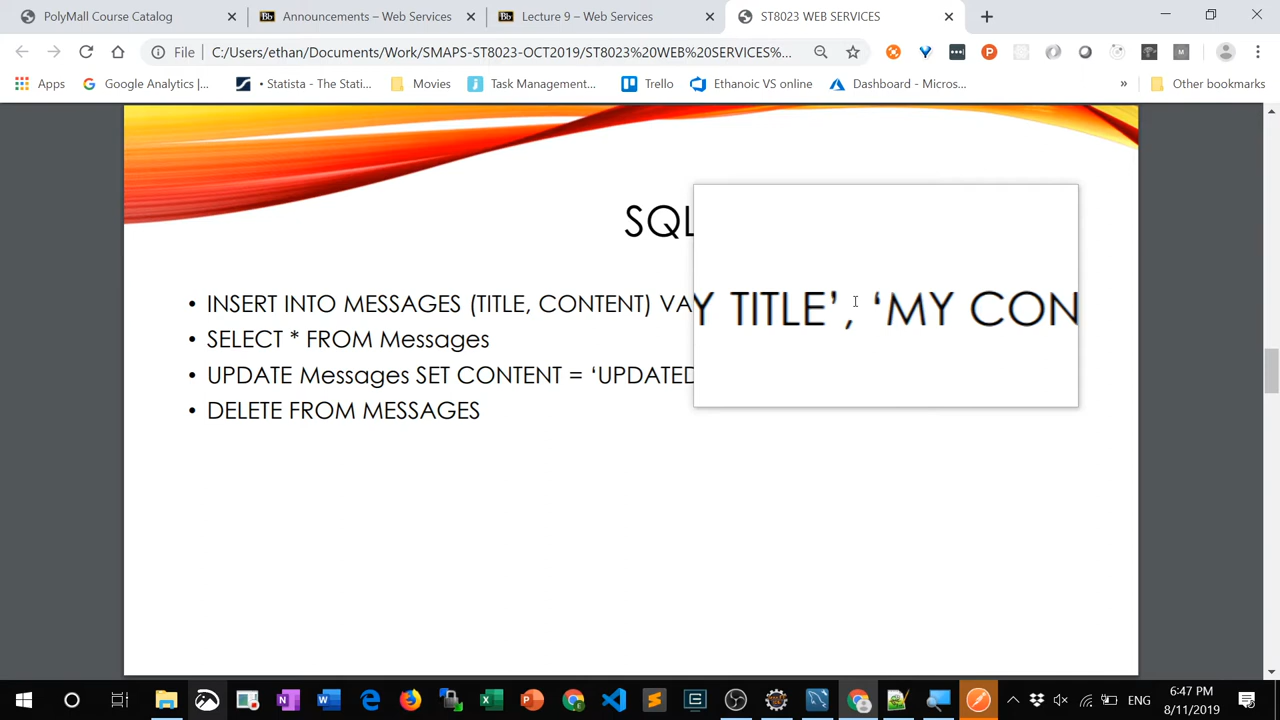 PolyMall Course Catalog
Bb Announcements – Web Services
Bb Lecture 9 – Web Services
ST8023 WEB SERVICES
File C:/Users/ethan/Documents/Work/SMAPS-ST8023-OCT2019/ST8023%20WEB%20SERVICES%...
Apps Google Analytics |... • Statista - The Stati... Movies Task Management... Trello Ethanoic VS online Dashboard - Micros... » Other bookmarks
SQL
Y TITLE’, ‘MY CON
• INSERT INTO MESSAGES (TITLE, CONTENT) VA
• SELECT * FROM Messages
• UPDATE Messages SET CONTENT = ‘UPDATED
• DELETE FROM MESSAGES
ENG
6:47 PM
8/11/2019